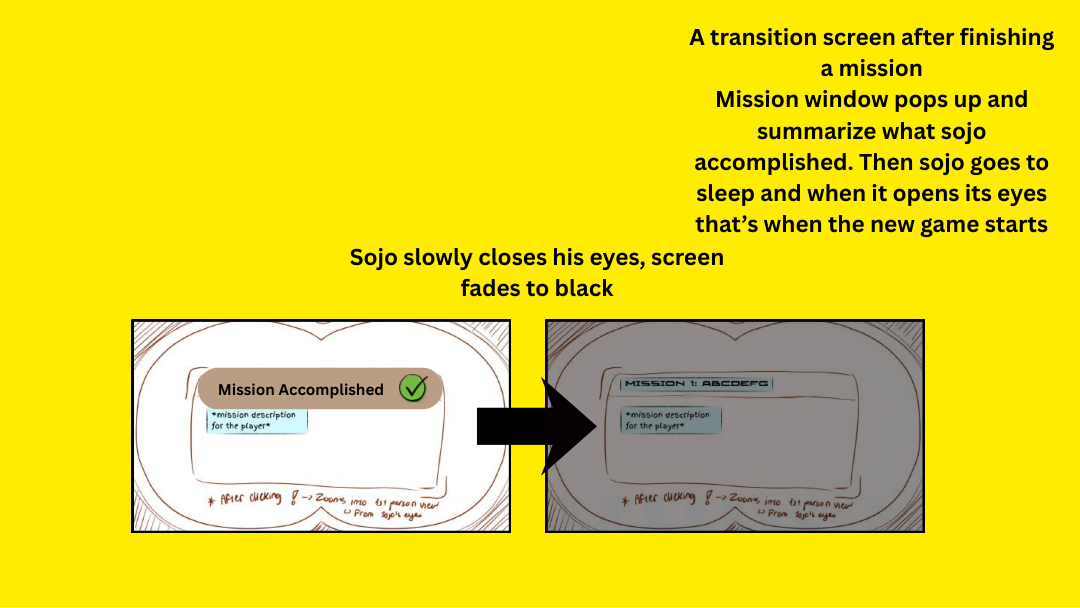 A transition screen after finishing
a mission
Mission window pops up and
summarize what sojo
accomplished. Then sojo goes to
sleep and when it opens its eyes
that's when the new game starts
Sojo slowly closes his eyes, screen
fades to black
Mission Accomplished
*mission description
for the player*
* After clicking ! -> Zooms into 1st person view
↳ From sojo's eyes
MISSION 1: ABCDEFG
*mission description
for the player*
* After clicking ! -> Zooms into 1st person view
↳ From sojo's eyes